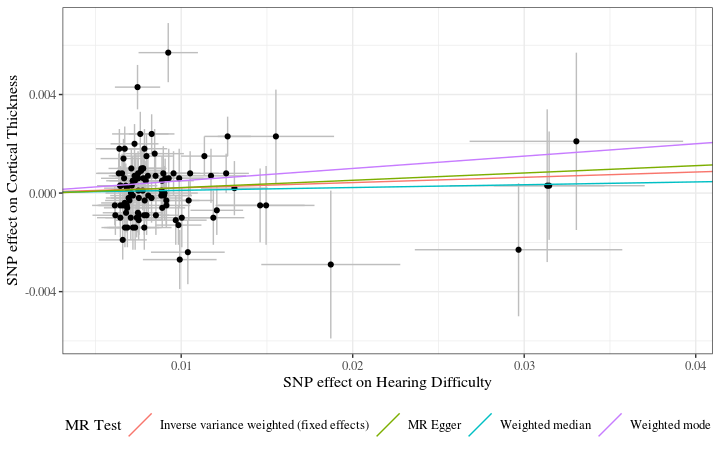 SNP effect on Cortical Thickness
0.004
0.000
-0.004
0.01 0.02 0.03 0.04
SNP effect on Hearing Difficulty
MR Test Inverse variance weighted (fixed effects) MR Egger Weighted median Weighted mode